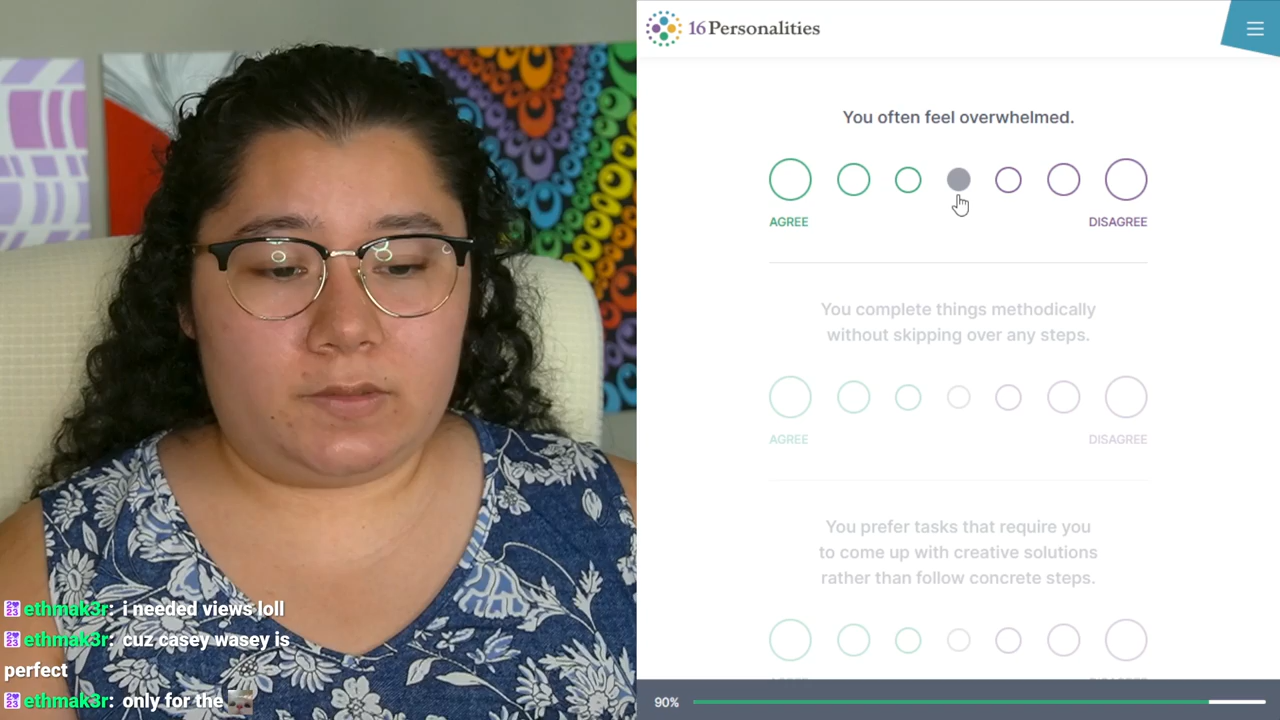 16Personalities
You often feel overwhelmed.
AGREE
DISAGREE
You complete things methodically
without skipping over any steps.
AGREE
DISAGREE
You prefer tasks that require you
to come up with creative solutions
rather than follow concrete steps.
ethmak3r: i needed views loll
ethmak3r: cuz casey wasey is
perfect
ethmak3r: only for the
90%